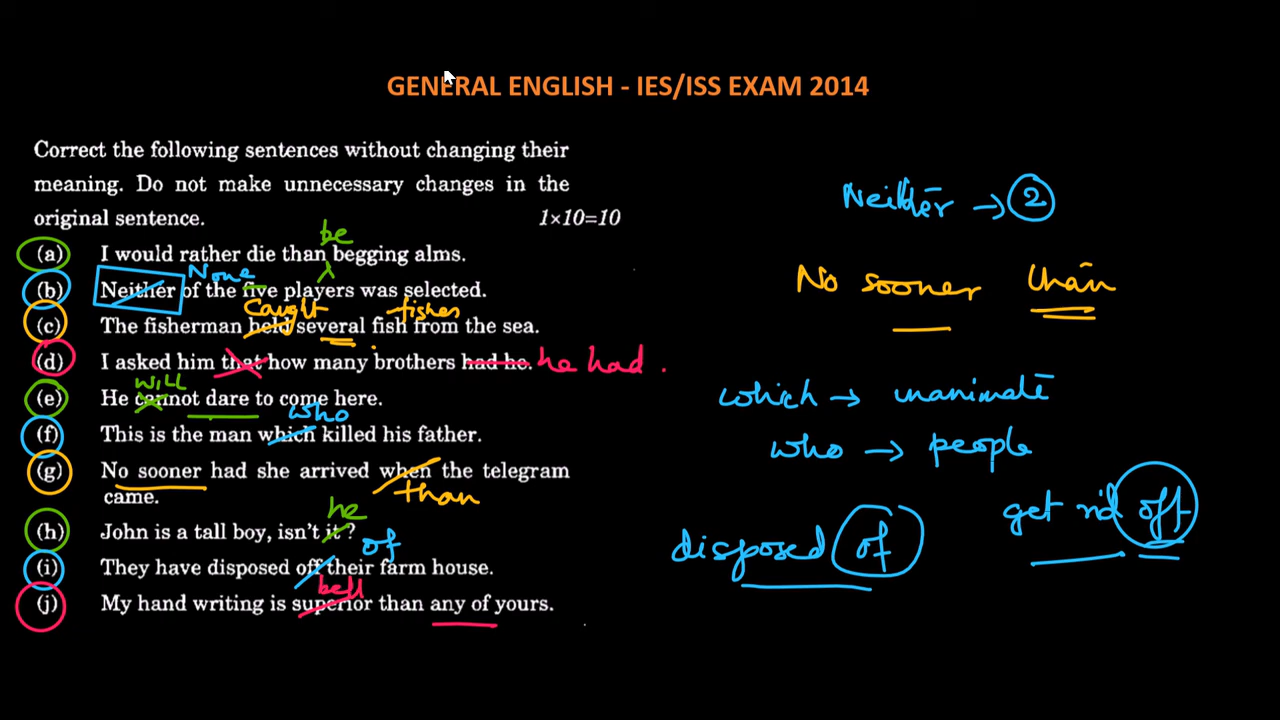 GENERAL ENGLISH - IES/ISS EXAM 2014
Correct the following sentences without changing their
meaning. Do not make unnecessary changes in the
original sentence. 1×10=10
be
(a) I would rather die than begging alms.
None
(b) Neither of the five players was selected.
Caught fishes
(c) The fisherman held several fish from the sea.
(d) I asked him that how many brothers had he. he had.
will
(e) He cannot dare to come here.
who
(f) This is the man which killed his father.
(g) No sooner had she arrived when the telegram
than
came.
he
(h) John is a tall boy, isn't it?
of
(i) They have disposed off their farm house.
(j) My hand writing is superior than any of yours.
Neither → 2
No sooner than
which → inanimate
who → people
get rid off
disposed of